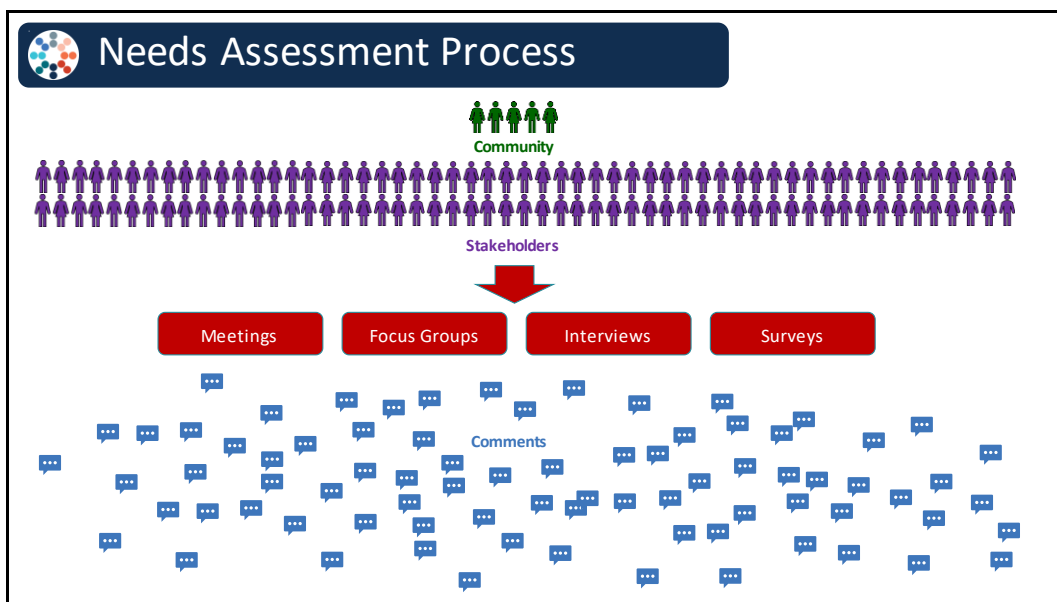 Needs Assessment Process
Community
Stakeholders
Meetings
Focus Groups
Interviews
Surveys
Comments